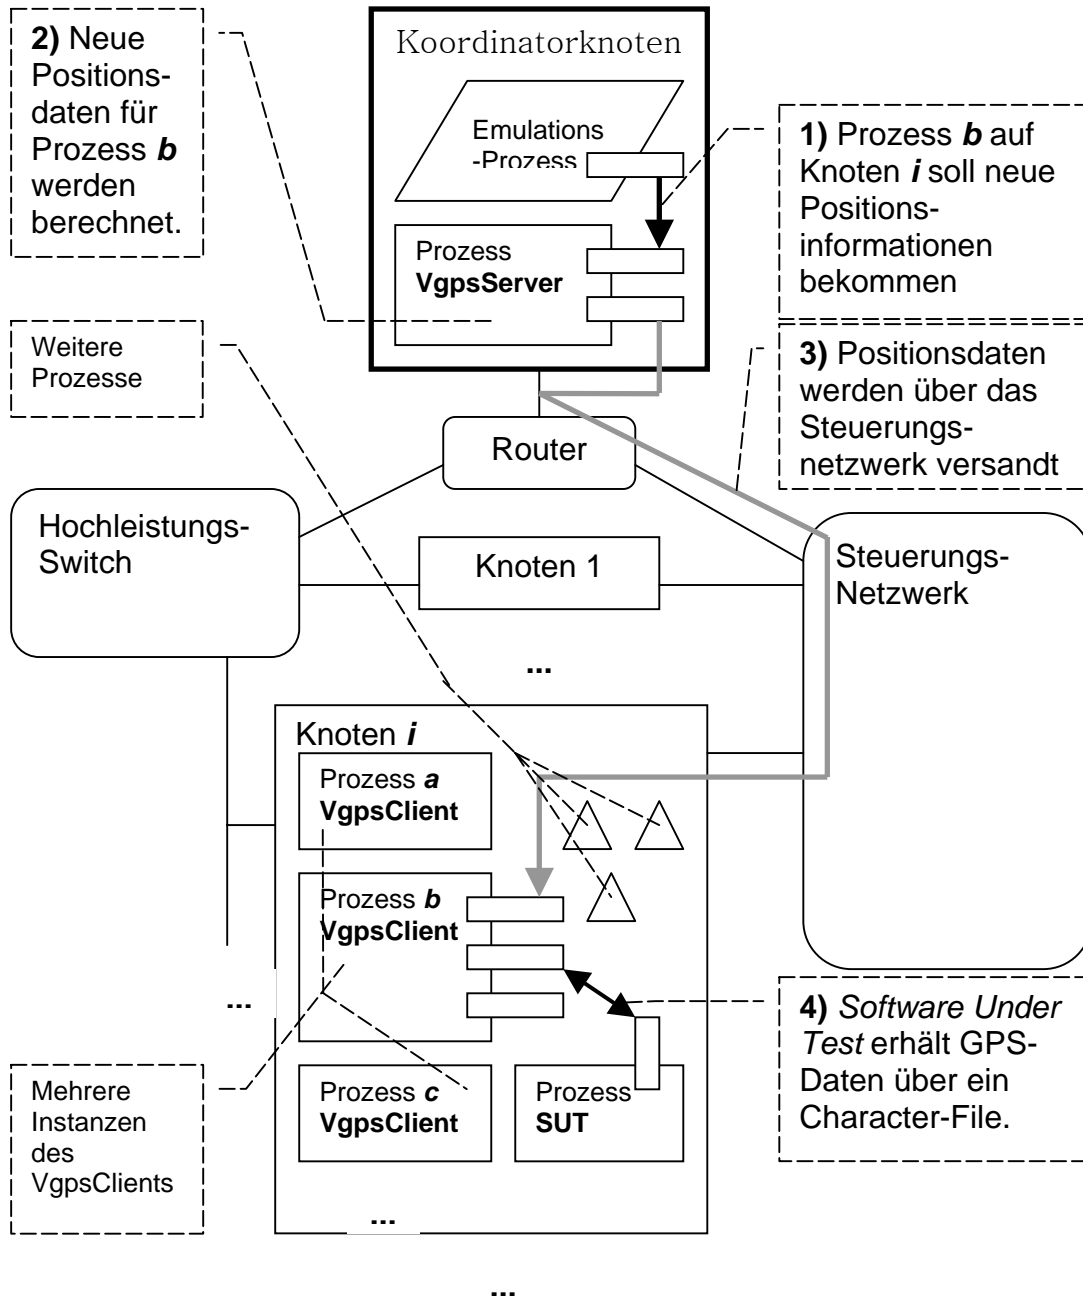 2) Neue
Positions-
daten für
Prozess b
werden
berechnet.
Koordinatorknoten
Emulations
-Prozess
Prozess
VgpsServer
1) Prozess b auf
Knoten i soll neue
Positions-
informationen
bekommen
Weitere
Prozesse
3) Positionsdaten
werden über das
Steuerungs-
netzwerk versandt
Router
Hochleistungs-
Switch
Knoten 1
Steuerungs-
Netzwerk
...
Knoten i
Prozess a
VgpsClient
Prozess b
VgpsClient
...
Prozess c
VgpsClient
Prozess
SUT
4) Software Under
Test erhält GPS-
Daten über ein
Character-File.
Mehrere
Instanzen
des
VgpsClients
...
...